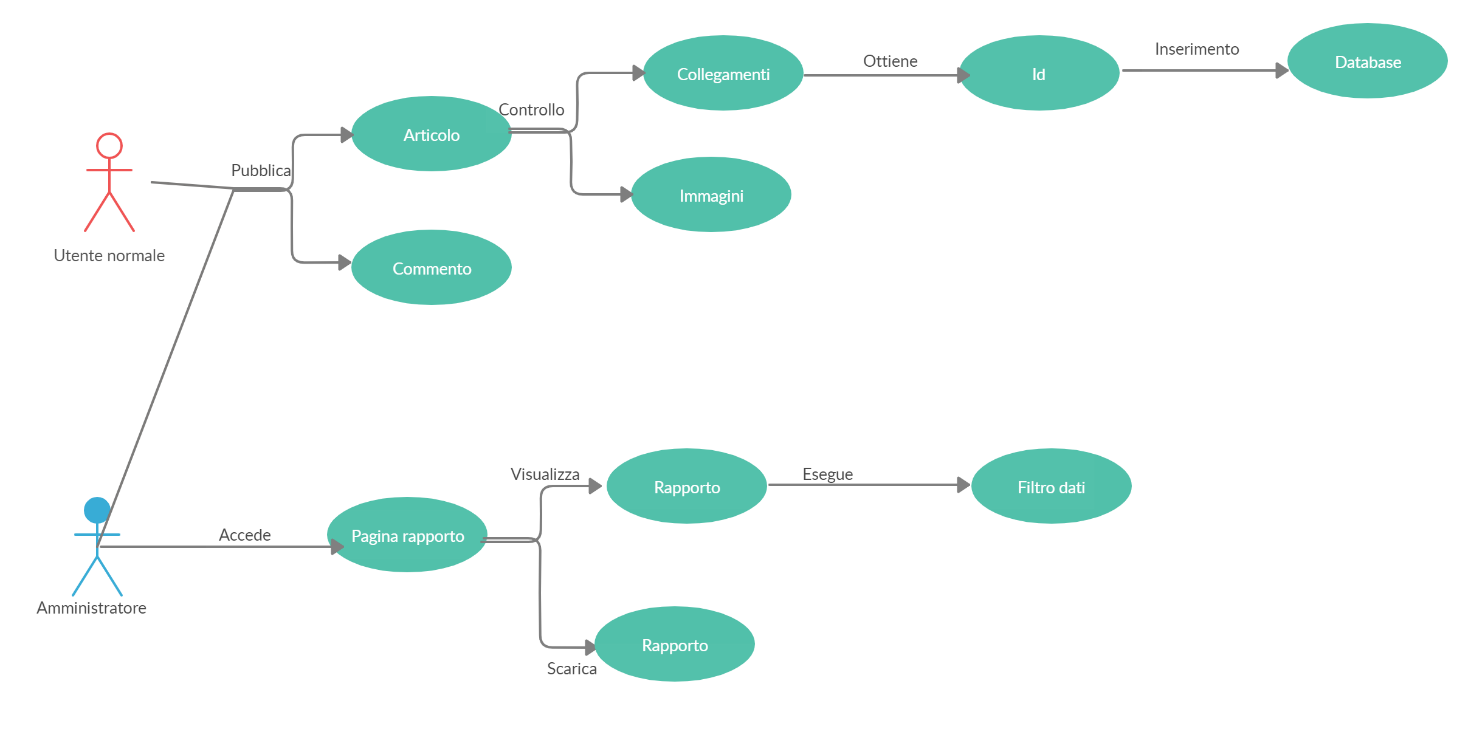 Collegamenti
Ottiene
Id
Inserimento
Database
Controllo
Articolo
Pubblica
Immagini
Utente normale
Commento
Visualizza
Rapporto
Esegue
Filtro dati
Accede
Pagina rapporto
Amministratore
Rapporto
Scarica